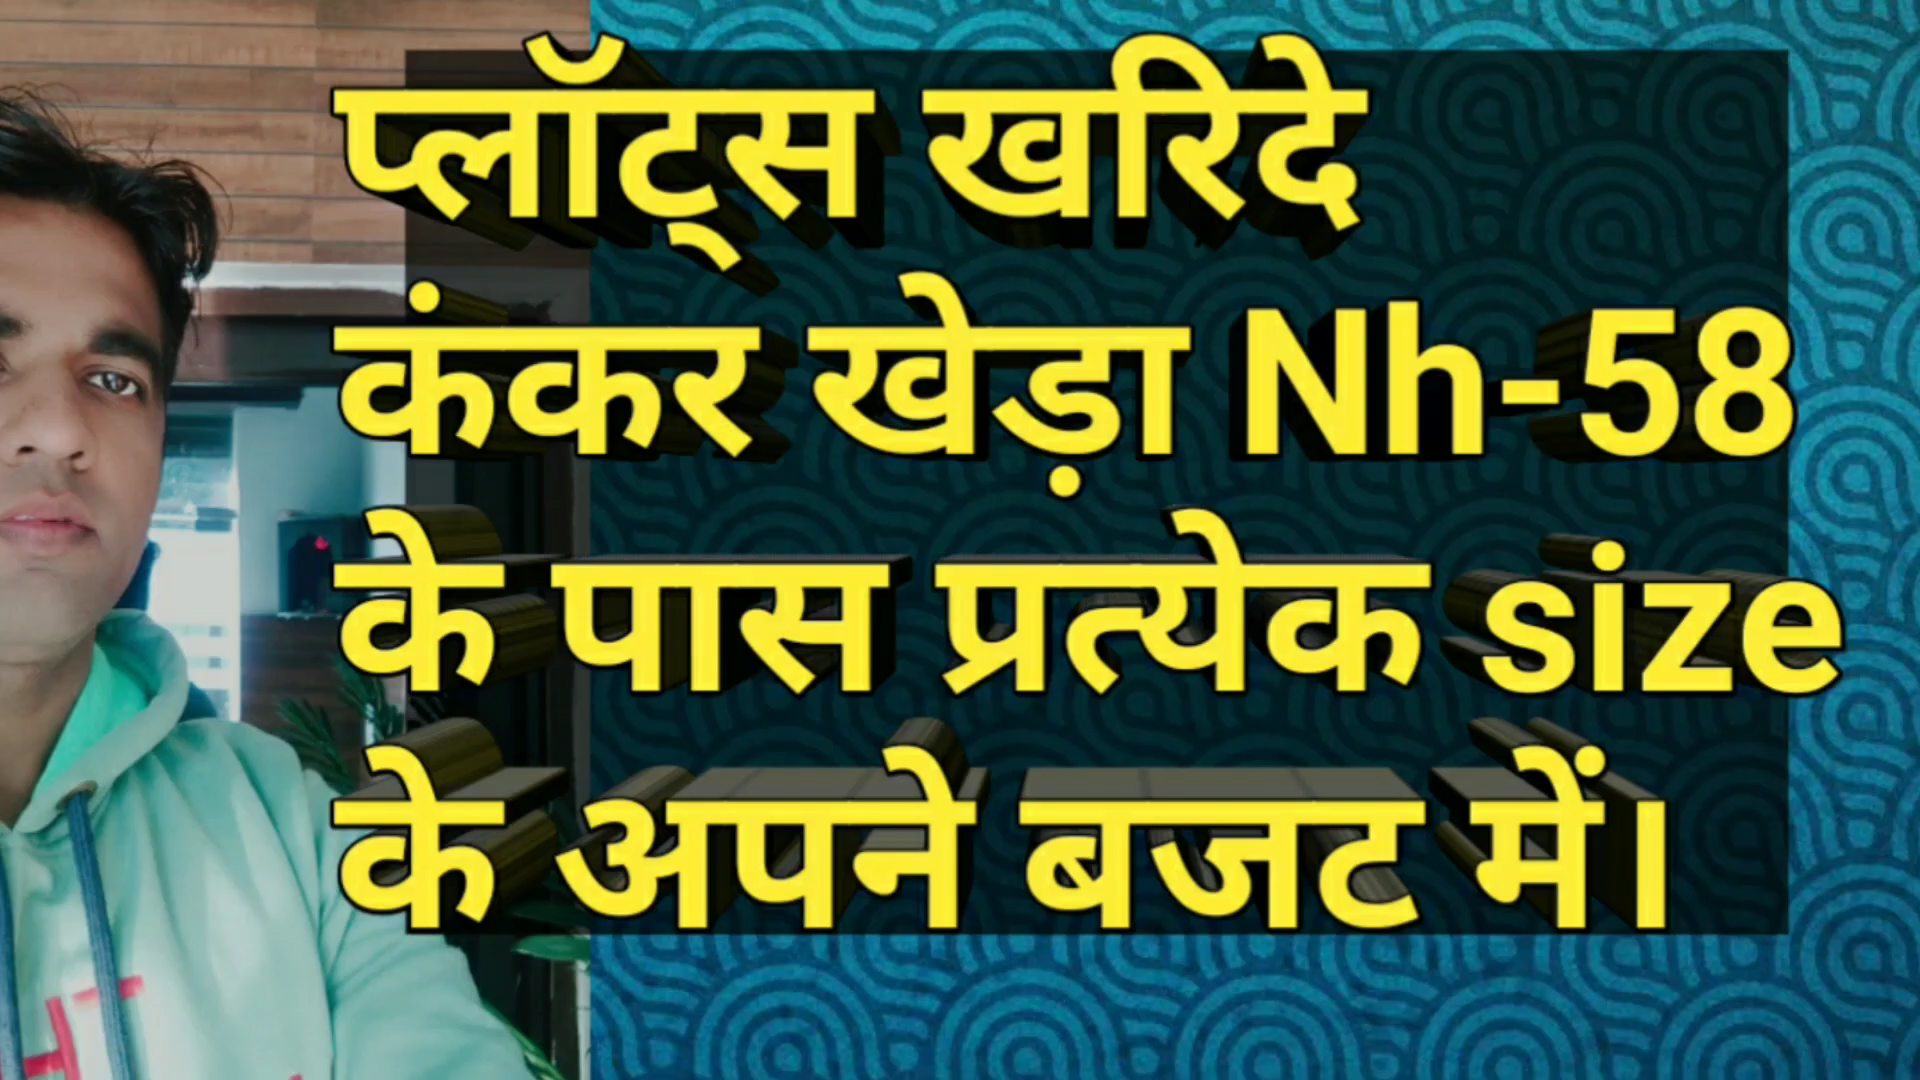 प्लॉट्स खरिदे
कंकर खेड़ा Nh-58
के पास प्रत्येक size
के अपने बजट में।